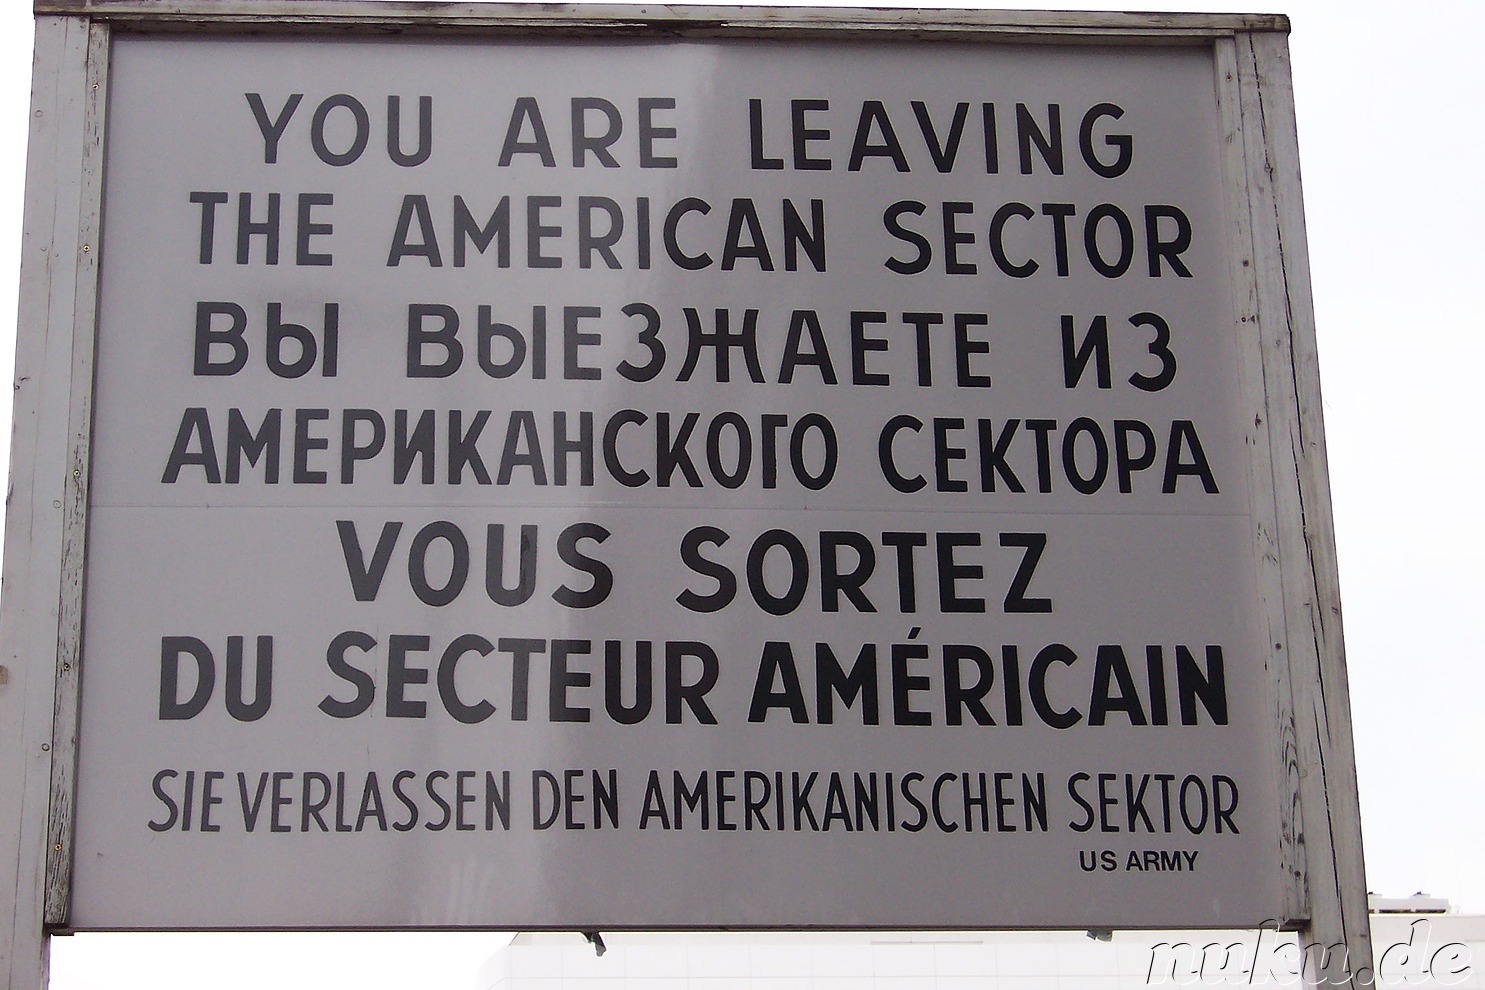 YOU ARE LEAVING
THE AMERICAN SECTOR
ВЫ ВЫЕЗЖАЕТЕ ИЗ
АМЕРИКАНСКОГО СЕКТОРА
VOUS SORTEZ
DU SECTEUR AMÉRICAIN
SIE VERLASSEN DEN AMERIKANISCHEN SEKTOR
US ARMY
nuku.de